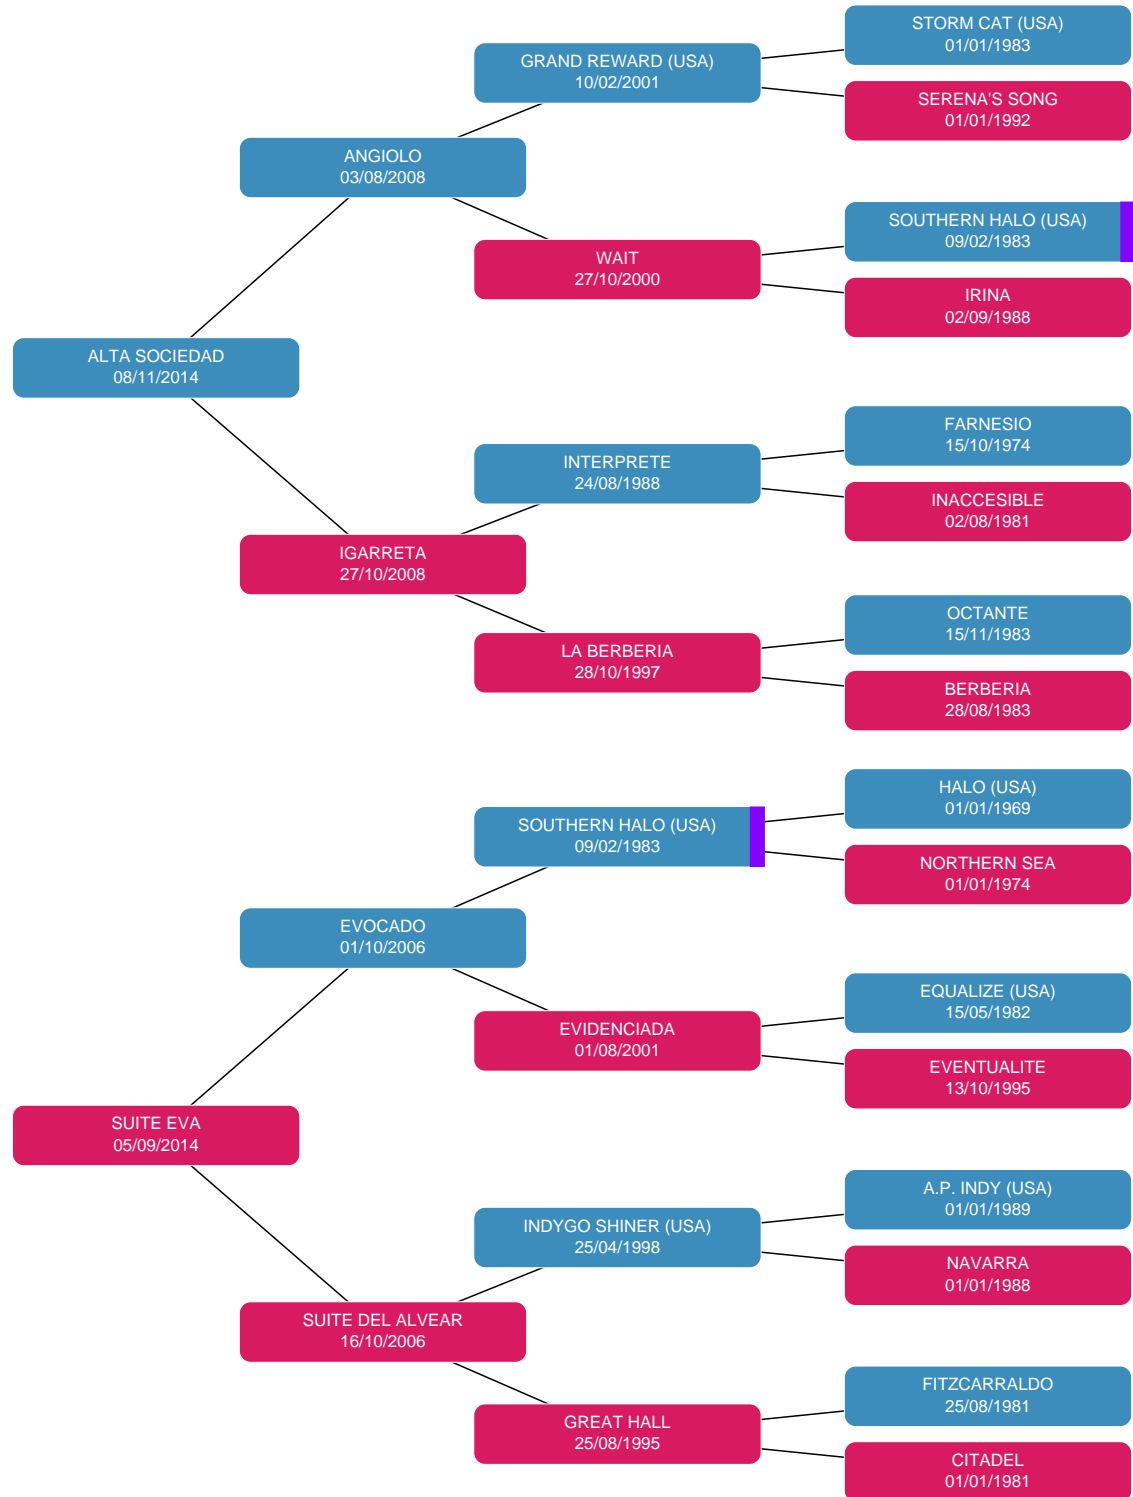 STORM CAT (USA)
01/01/1983
GRAND REWARD (USA)
10/02/2001
SERENA'S SONG
01/01/1992
ANGIOLO
03/08/2008
SOUTHERN HALO (USA)
09/02/1983
WAIT
27/10/2000
IRINA
02/09/1988
ALTA SOCIEDAD
08/11/2014
FARNESIO
15/10/1974
INTERPRETE
24/08/1988
INACCESIBLE
02/08/1981
IGARRETA
27/10/2008
OCTANTE
15/11/1983
LA BERBERIA
28/10/1997
BERBERIA
28/08/1983
HALO (USA)
01/01/1969
SOUTHERN HALO (USA)
09/02/1983
NORTHERN SEA
01/01/1974
EVOCADO
01/10/2006
EQUALIZE (USA)
15/05/1982
EVIDENCIADA
01/08/2001
EVENTUALITE
13/10/1995
SUITE EVA
05/09/2014
A.P. INDY (USA)
01/01/1989
INDYGO SHINER (USA)
25/04/1998
NAVARRA
01/01/1988
SUITE DEL ALVEAR
16/10/2006
FITZCARRALDO
25/08/1981
GREAT HALL
25/08/1995
CITADEL
01/01/1981